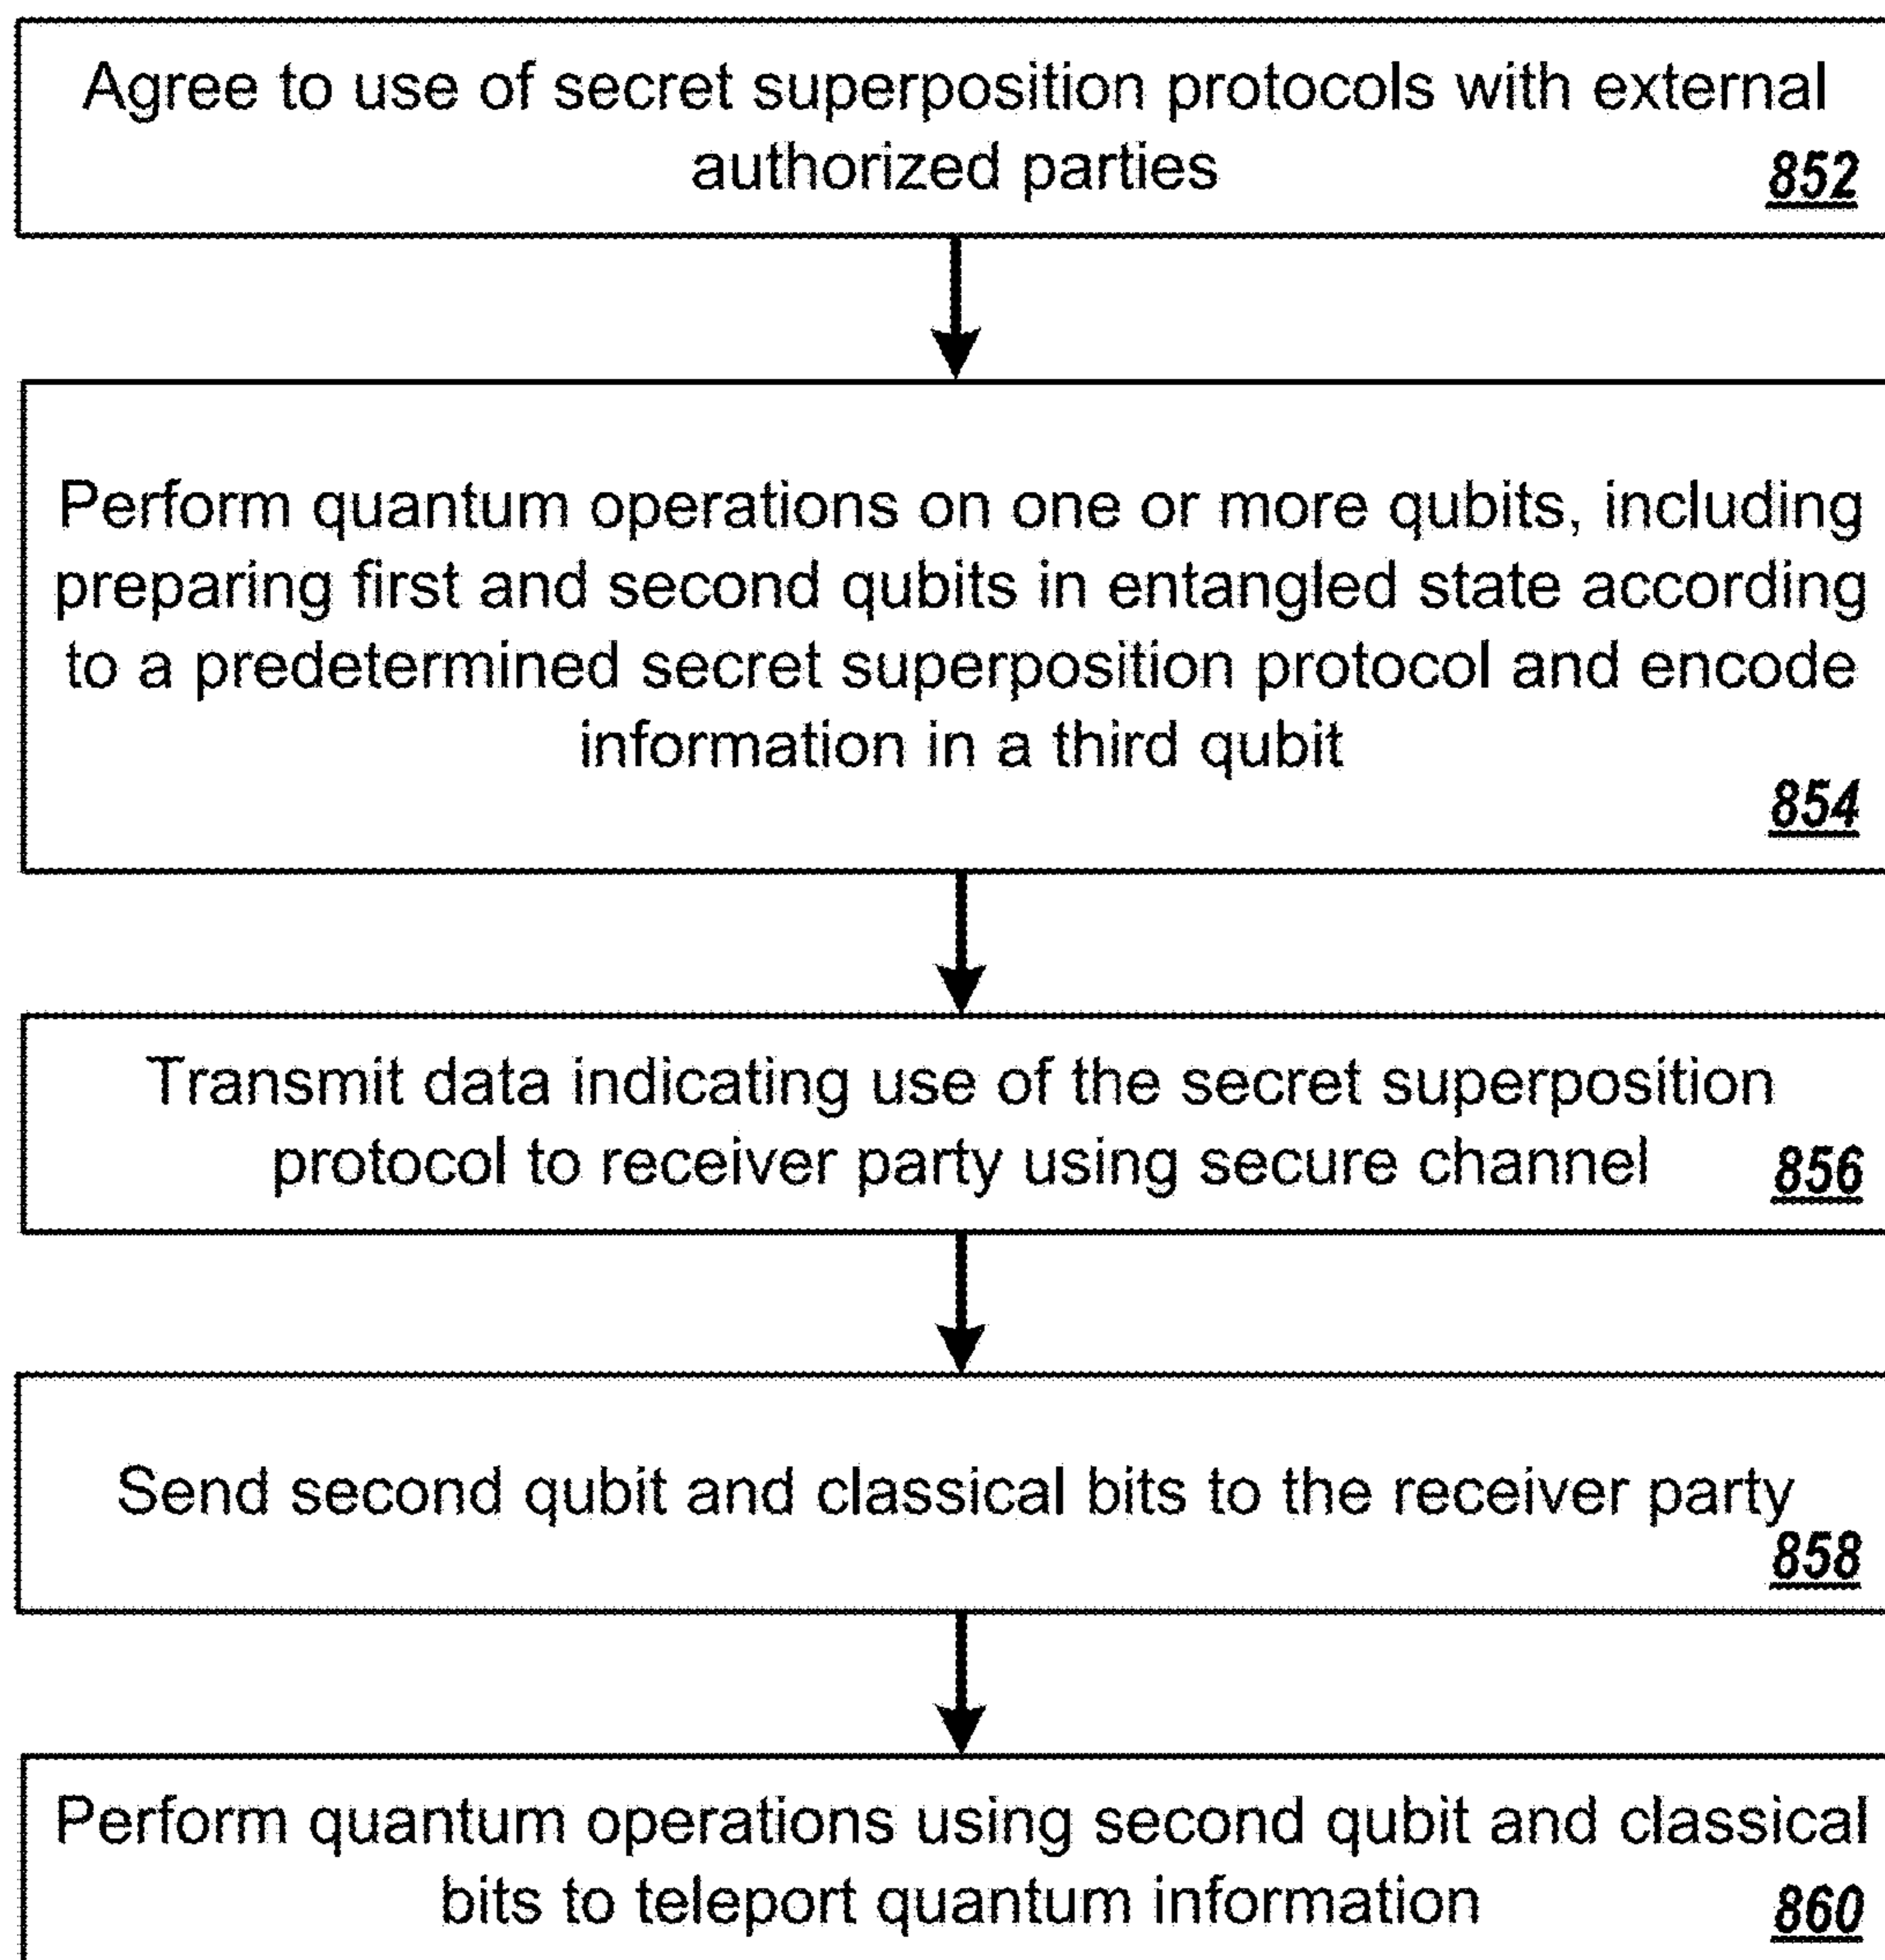 Agree to use of secret superposition protocols with external
authorized parties
852
Perform quantum operations on one or more qubits, including
preparing first and second qubits in entangled state according
to a predetermined secret superposition protocol and encode
information in a third qubit
854
Transmit data indicating use of the secret superposition
protocol to receiver party using secure channel 856
Send second qubit and classical bits to the receiver party
858
Perform quantum operations using second qubit and classical
bits to teleport quantum information 860